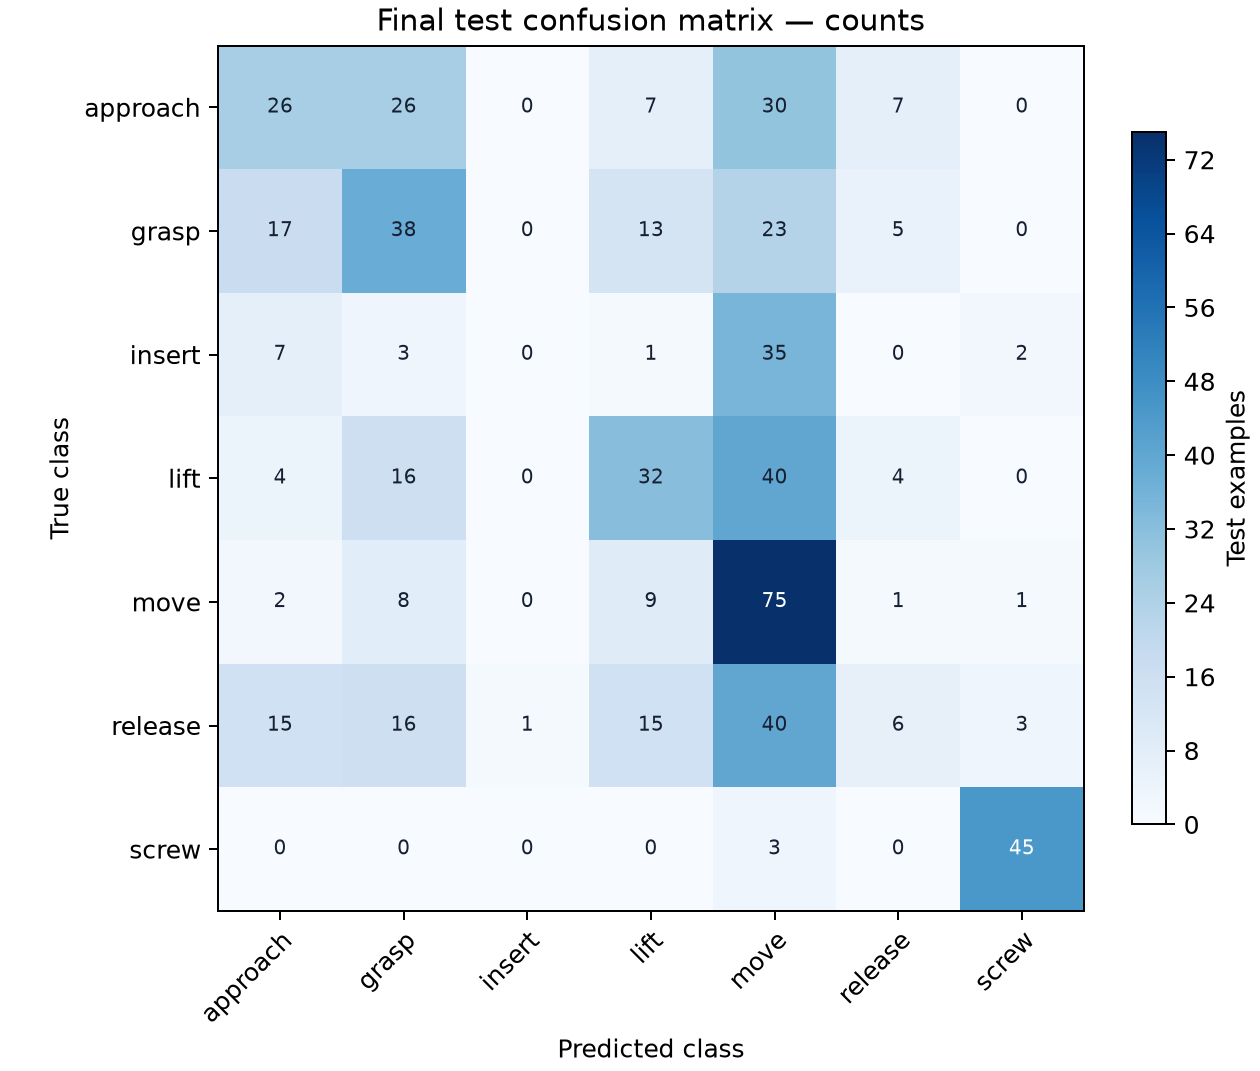 Final test confusion matrix — counts
approach 26 26 0 7 30 7 0
grasp 17 38 0 13 23 5 0
insert 7 3 0 1 35 0 2
lift 4 16 0 32 40 4 0
move 2 8 0 9 75 1 1
release 15 16 1 15 40 6 3
screw 0 0 0 0 3 0 45
approach grasp insert lift move release screw
Predicted class
True class
72
64
56
48
40
32
24
16
8
0
Test examples